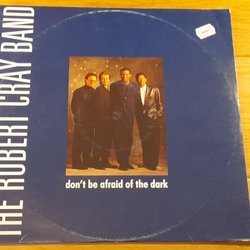 THE ROBERT CRAY BAND
don't be afraid of the dark